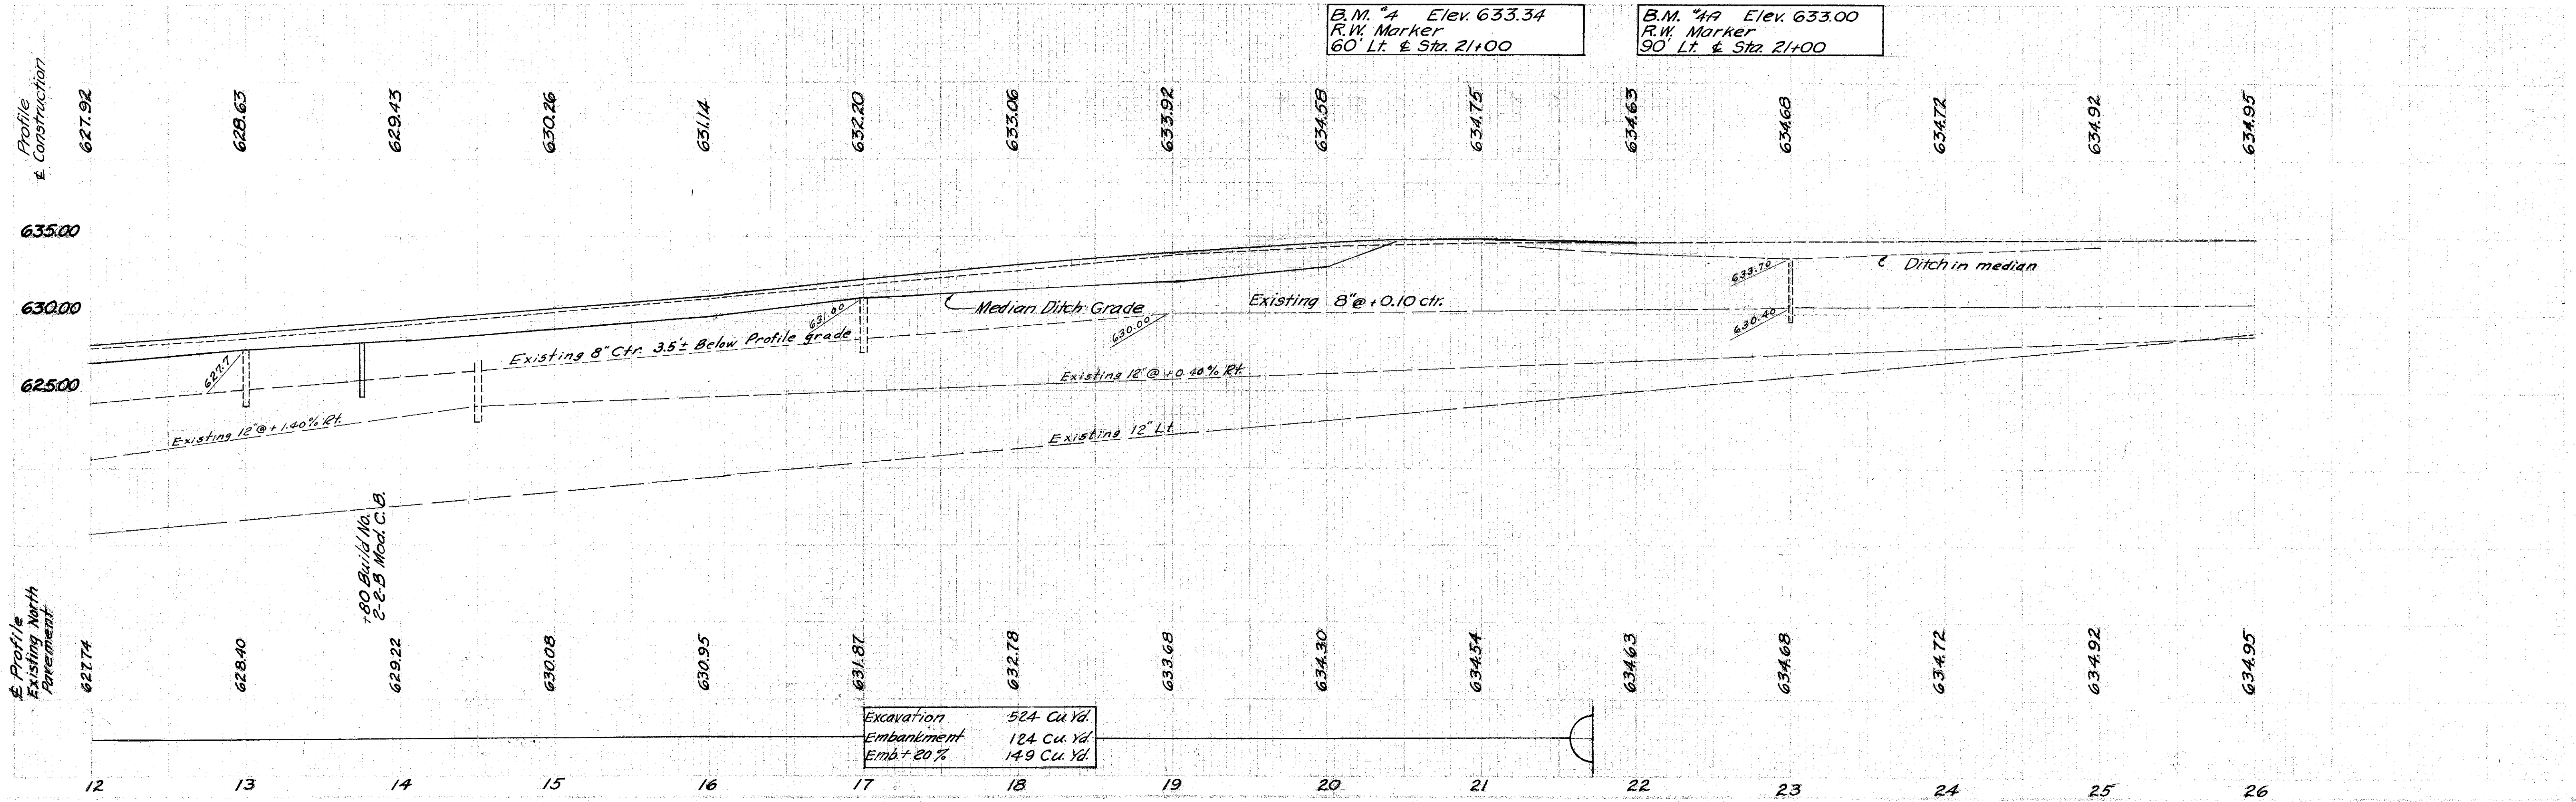 B.M. #4 Elev. 633.34
R.W. Marker
60' Lt. ℄ Sta. 21+00
B.M. #4A Elev. 633.00
R.W. Marker
90' Lt. ℄ Sta. 21+00
Profile
℄ Construction
627.92 628.63 629.43 630.26 631.14 632.20 633.06 633.92 634.58 634.75 634.63 634.68 634.72 634.92 634.95
635.00
630.00
625.00
627.7
631.00
630.00
633.70
630.40
Median Ditch Grade
Existing 8"@+0.10 ctr.
℄ Ditch in median
Existing 8" Ctr. 3.5'± Below Profile grade
Existing 12"@+0.40% Rt.
Existing 12"@+1.40% Rt.
Existing 12" Lt.
+80 Build No.
2-2-B Mod. C.B.
℄ Profile
Existing North
Pavement
627.74 628.40 629.22 630.08 630.95 631.87 632.78 633.68 634.30 634.54 634.63 634.68 634.72 634.92 634.95
Excavation 524 Cu. Yd.
Embankment 124 Cu. Yd.
Emb.+20% 149 Cu. Yd.
12 13 14 15 16 17 18 19 20 21 22 23 24 25 26